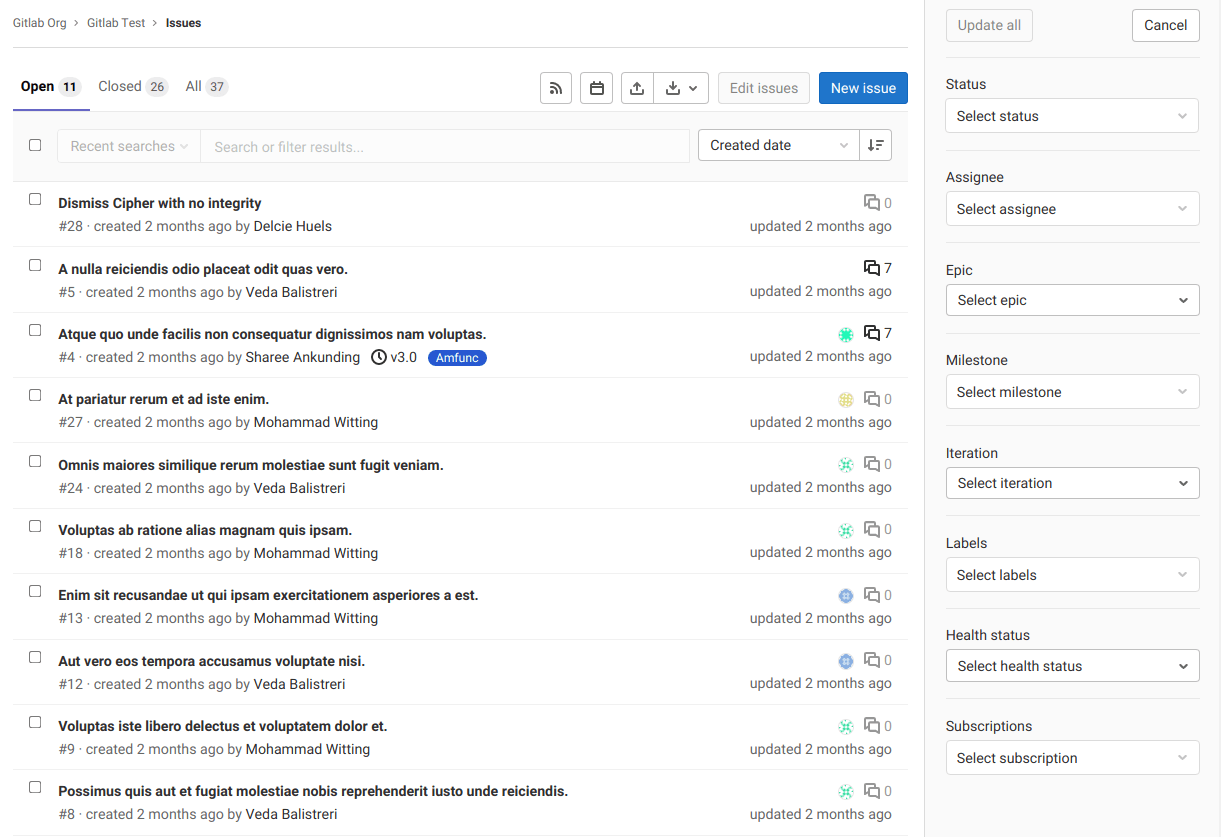 Gitlab Org › Gitlab Test › Issues
Open 11 Closed 26 All 37
Edit issues New issue
Recent searches Search or filter results... Created date
Dismiss Cipher with no integrity 0
#28 · created 2 months ago by Delcie Huels updated 2 months ago
A nulla reiciendis odio placeat odit quas vero. 7
#5 · created 2 months ago by Veda Balistreri updated 2 months ago
Atque quo unde facilis non consequatur dignissimos nam voluptas. 7
#4 · created 2 months ago by Sharee Ankunding v3.0 Amfunc updated 2 months ago
At pariatur rerum et ad iste enim. 0
#27 · created 2 months ago by Mohammad Witting updated 2 months ago
Omnis maiores similique rerum molestiae sunt fugit veniam. 0
#24 · created 2 months ago by Veda Balistreri updated 2 months ago
Voluptas ab ratione alias magnam quis ipsam. 0
#18 · created 2 months ago by Mohammad Witting updated 2 months ago
Enim sit recusandae ut qui ipsam exercitationem asperiores a est. 0
#13 · created 2 months ago by Mohammad Witting updated 2 months ago
Aut vero eos tempora accusamus voluptate nisi. 0
#12 · created 2 months ago by Veda Balistreri updated 2 months ago
Voluptas iste libero delectus et voluptatem dolor et. 0
#9 · created 2 months ago by Mohammad Witting updated 2 months ago
Possimus quis aut et fugiat molestiae nobis reprehenderit iusto unde reiciendis. 0
#8 · created 2 months ago by Veda Balistreri updated 2 months ago
Update all Cancel
Status
Select status
Assignee
Select assignee
Epic
Select epic
Milestone
Select milestone
Iteration
Select iteration
Labels
Select labels
Health status
Select health status
Subscriptions
Select subscription